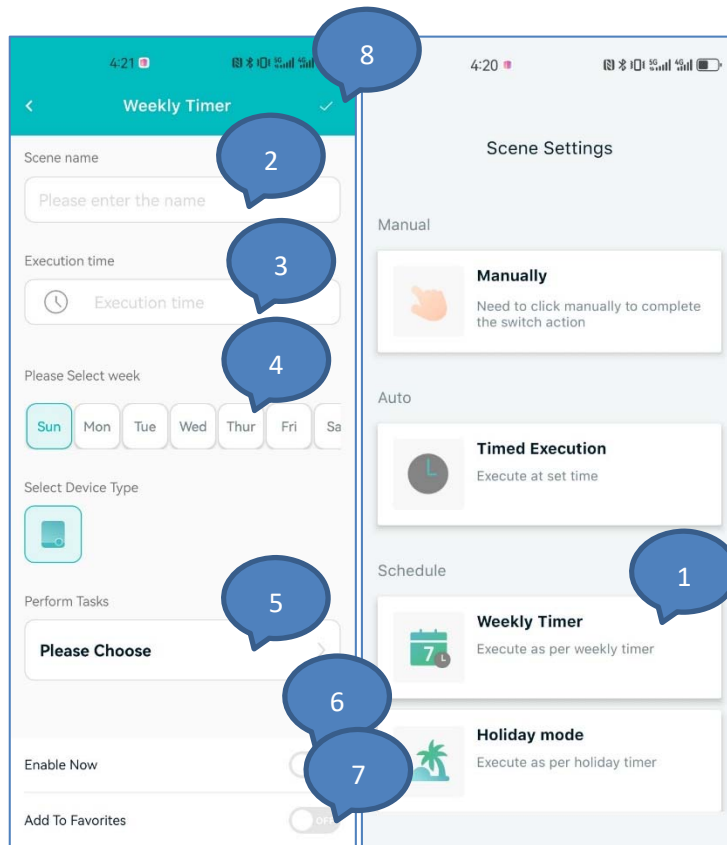 4:21
8
Weekly Timer
Scene name
2
Please enter the name
Execution time
3
Execution time
4
Please Select week
Sun Mon Tue Wed Thur Fri Sa
Select Device Type
Perform Tasks
5
Please Choose
6
Enable Now
7
Add To Favorites
OFF
4:20
Scene Settings
Manual
Manually
Need to click manually to complete
the switch action
Auto
Timed Execution
Execute at set time
Schedule
1
Weekly Timer
7
Execute as per weekly timer
Holiday mode
Execute as per holiday timer